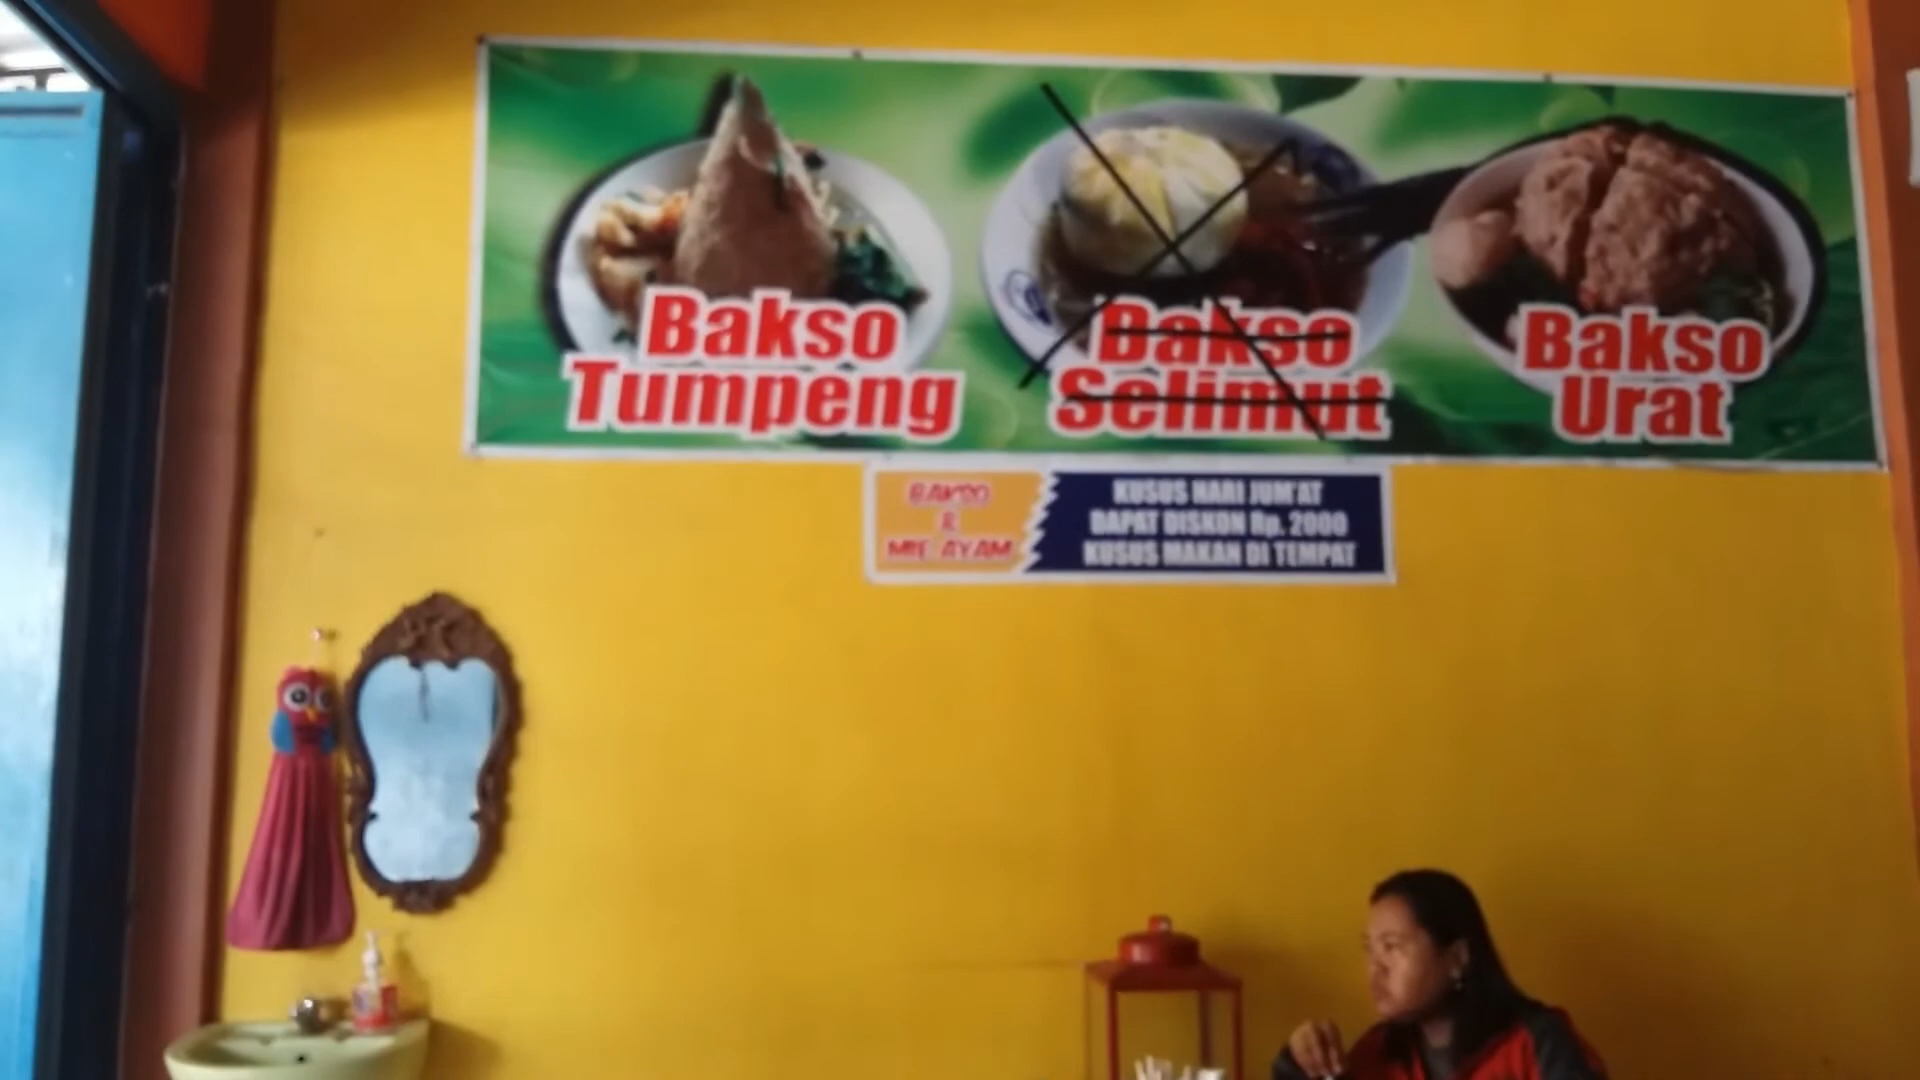 Bakso
Tumpeng
Bakso
Selimut
Bakso
Urat
BAKSO
&
MIE AYAM
KUSUS HARI JUM'AT
DAPAT DISKON Rp. 2000
KUSUS MAKAN DI TEMPAT